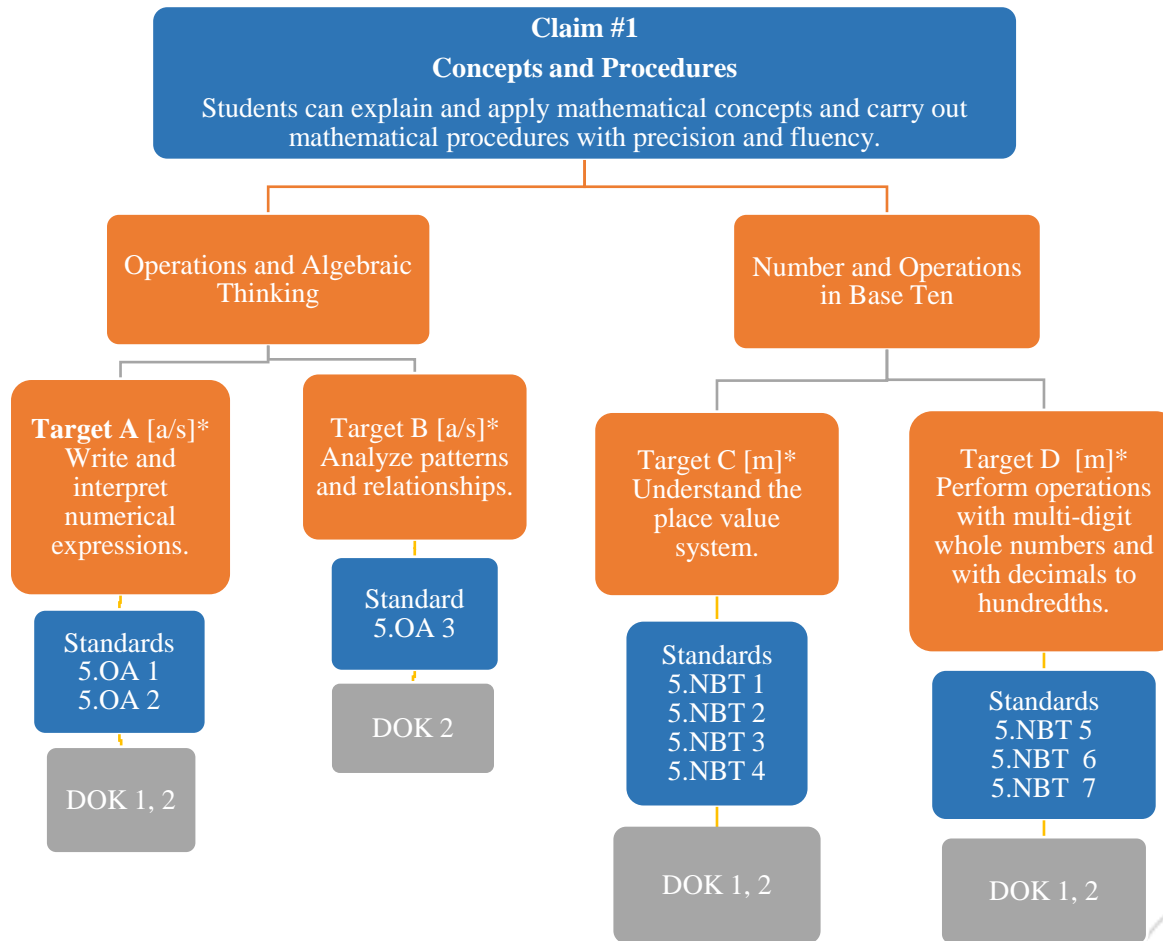 Claim #1
Concepts and Procedures
Students can explain and apply mathematical concepts and carry out
mathematical procedures with precision and fluency.
Operations and Algebraic
Thinking
Number and Operations
in Base Ten
Target A [a/s]*
Write and
interpret
numerical
expressions.
Target B [a/s]*
Analyze patterns
and relationships.
Target C [m]*
Understand the
place value
system.
Target D [m]*
Perform operations
with multi-digit
whole numbers and
with decimals to
hundredths.
Standards
5.OA 1
5.OA 2
Standard
5.OA 3
Standards
5.NBT 1
5.NBT 2
5.NBT 3
5.NBT 4
Standards
5.NBT 5
5.NBT 6
5.NBT 7
DOK 1, 2
DOK 2
DOK 1, 2
DOK 1, 2